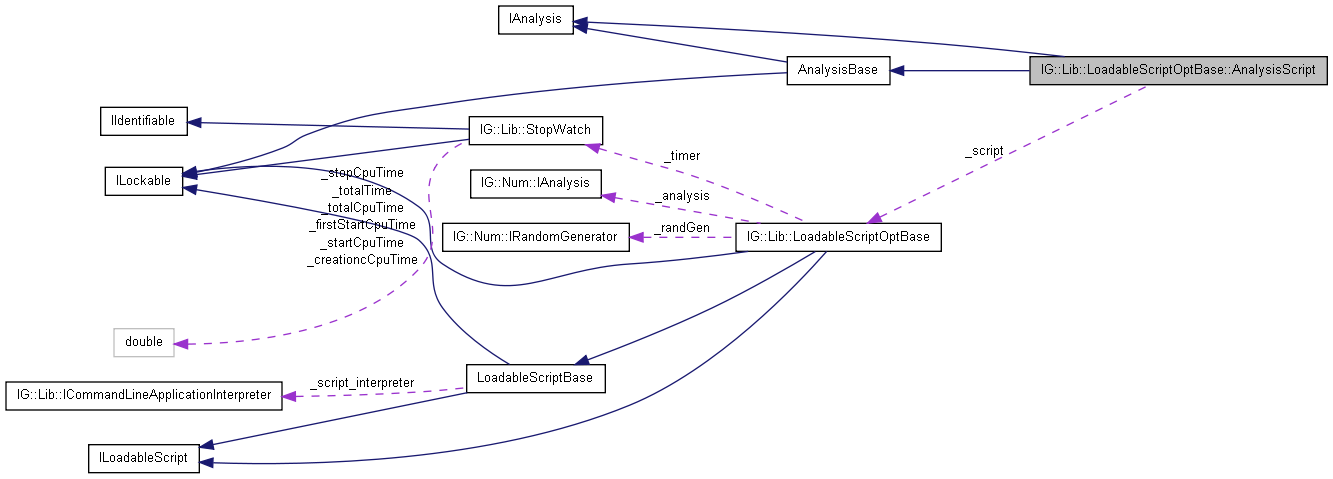 IAnalysis
AnalysisBase
IG::Lib::LoadableScriptOptBase::AnalysisScript
IIdentifiable
IG::Lib::StopWatch
_timer
_script
ILockable
_stopCpuTime
_totalTime
_totalCpuTime
_firstStartCpuTime
_startCpuTime
_creationcCpuTime
IG::Num::IAnalysis
_analysis
IG::Num::IRandomGenerator
_randGen
IG::Lib::LoadableScriptOptBase
double
LoadableScriptBase
_script_interpreter
IG::Lib::ICommandLineApplicationInterpreter
ILoadableScript